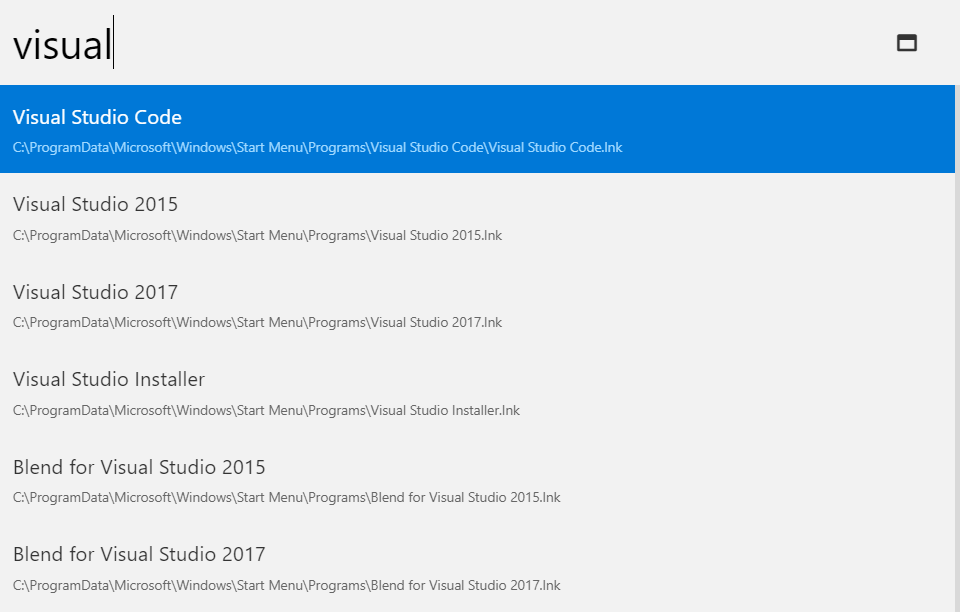 visual
Visual Studio Code
C:\ProgramData\Microsoft\Windows\Start Menu\Programs\Visual Studio Code\Visual Studio Code.lnk
Visual Studio 2015
C:\ProgramData\Microsoft\Windows\Start Menu\Programs\Visual Studio 2015.lnk
Visual Studio 2017
C:\ProgramData\Microsoft\Windows\Start Menu\Programs\Visual Studio 2017.lnk
Visual Studio Installer
C:\ProgramData\Microsoft\Windows\Start Menu\Programs\Visual Studio Installer.lnk
Blend for Visual Studio 2015
C:\ProgramData\Microsoft\Windows\Start Menu\Programs\Blend for Visual Studio 2015.lnk
Blend for Visual Studio 2017
C:\ProgramData\Microsoft\Windows\Start Menu\Programs\Blend for Visual Studio 2017.lnk